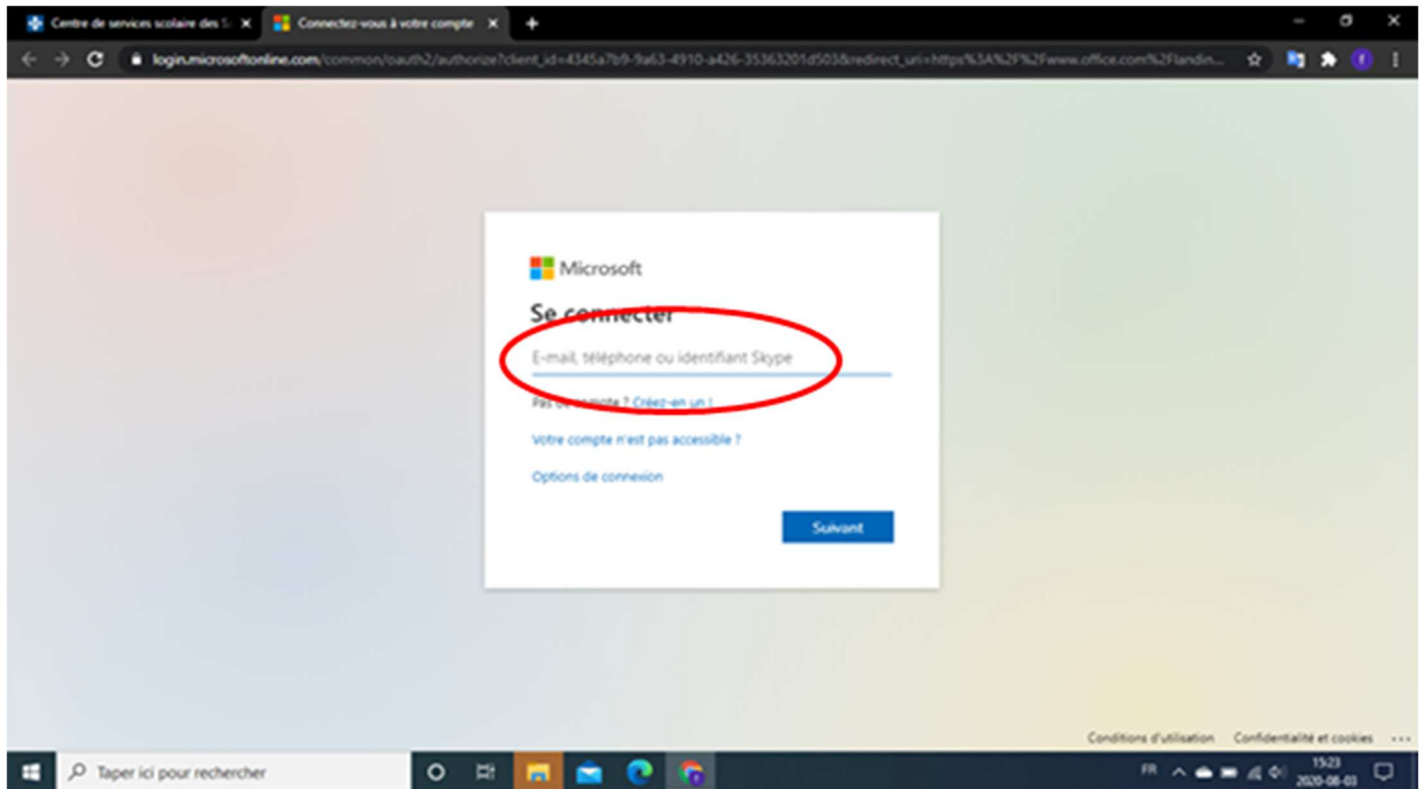 Centre de services scolaire des S
Connectez-vous à votre compte
login.microsoftonline.com/common/oauth2/authorize?client_id=4345a7b9-9a63-4910-a426-35363201d503&redirect_uri=https%3A%2F%2Fwww.office.com%2Flandin...
Microsoft
Se connecter
E-mail, téléphone ou identifiant Skype
Pas de compte ? Créez-en un !
Votre compte n'est pas accessible ?
Options de connexion
Suivant
Conditions d'utilisation Confidentialité et cookies ...
Taper ici pour rechercher
FR
15:23
2020-08-03